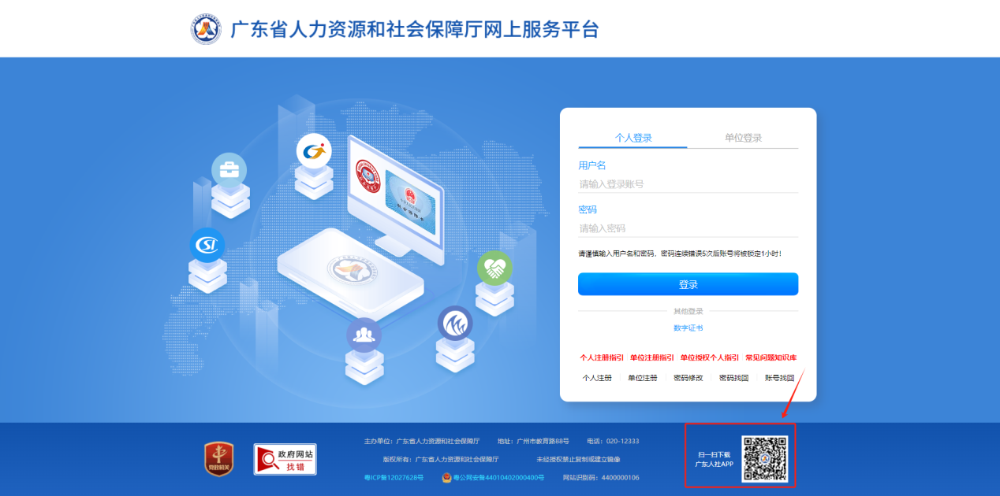 广东省人力资源和社会保障厅网上服务平台
个人登录 单位登录
用户名
请输入登录账号
密码
请输入密码
请谨慎输入用户名和密码，密码连续错误5次后账号将被锁定1小时！
登录
其他登录
数字证书
个人注册指引 单位注册指引 单位授权个人指引 常见问题知识库
个人注册 单位注册 密码修改 密码找回 账号找回
主办单位：广东省人力资源和社会保障厅 地址：广州市教育路88号 电话：020-12333
版权所有：广东省人力资源和社会保障厅 未经授权禁止复制或建立镜像
粤ICP备12027628号 粤公网安备44010402000400号 网站识别码：4400000106
党政机关
政府网站
找错
扫一扫下载
广东人社APP